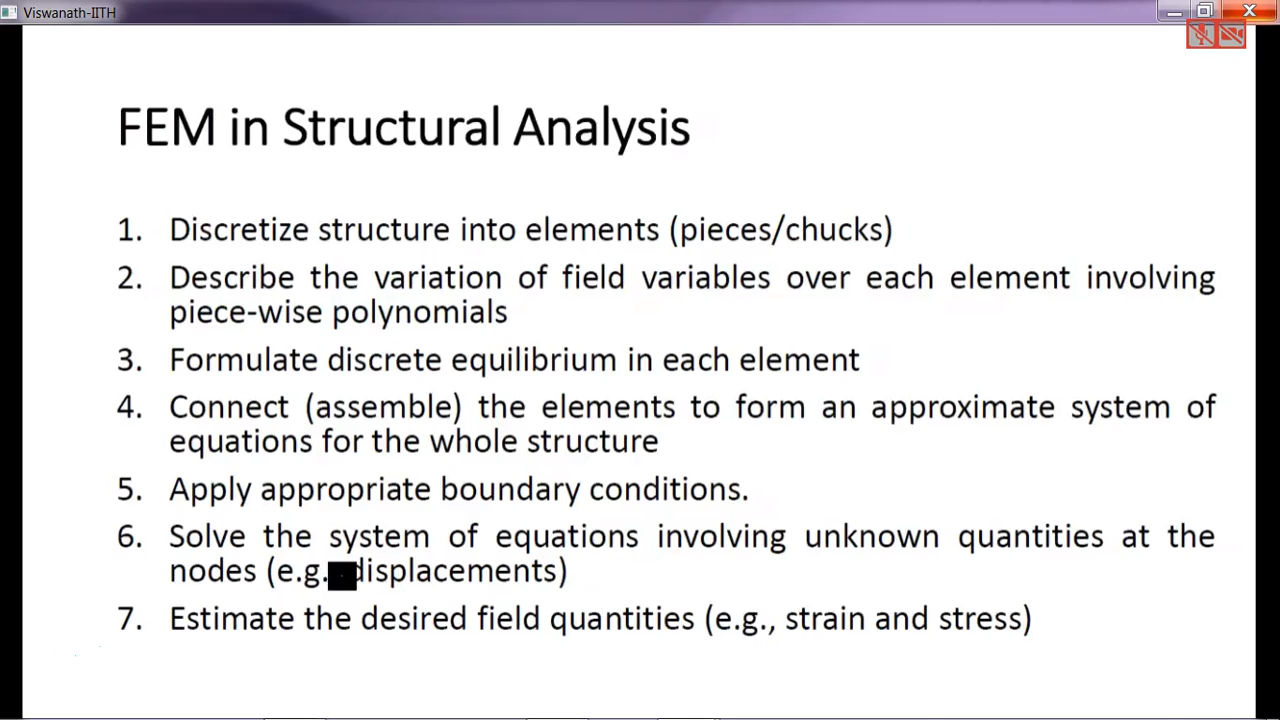 Viswanath-IITH
FEM in Structural Analysis
1. Discretize structure into elements (pieces/chucks)
2. Describe the variation of field variables over each element involving
piece-wise polynomials
3. Formulate discrete equilibrium in each element
4. Connect (assemble) the elements to form an approximate system of
equations for the whole structure
5. Apply appropriate boundary conditions.
6. Solve the system of equations involving unknown quantities at the
nodes (e.g. displacements)
7. Estimate the desired field quantities (e.g., strain and stress)